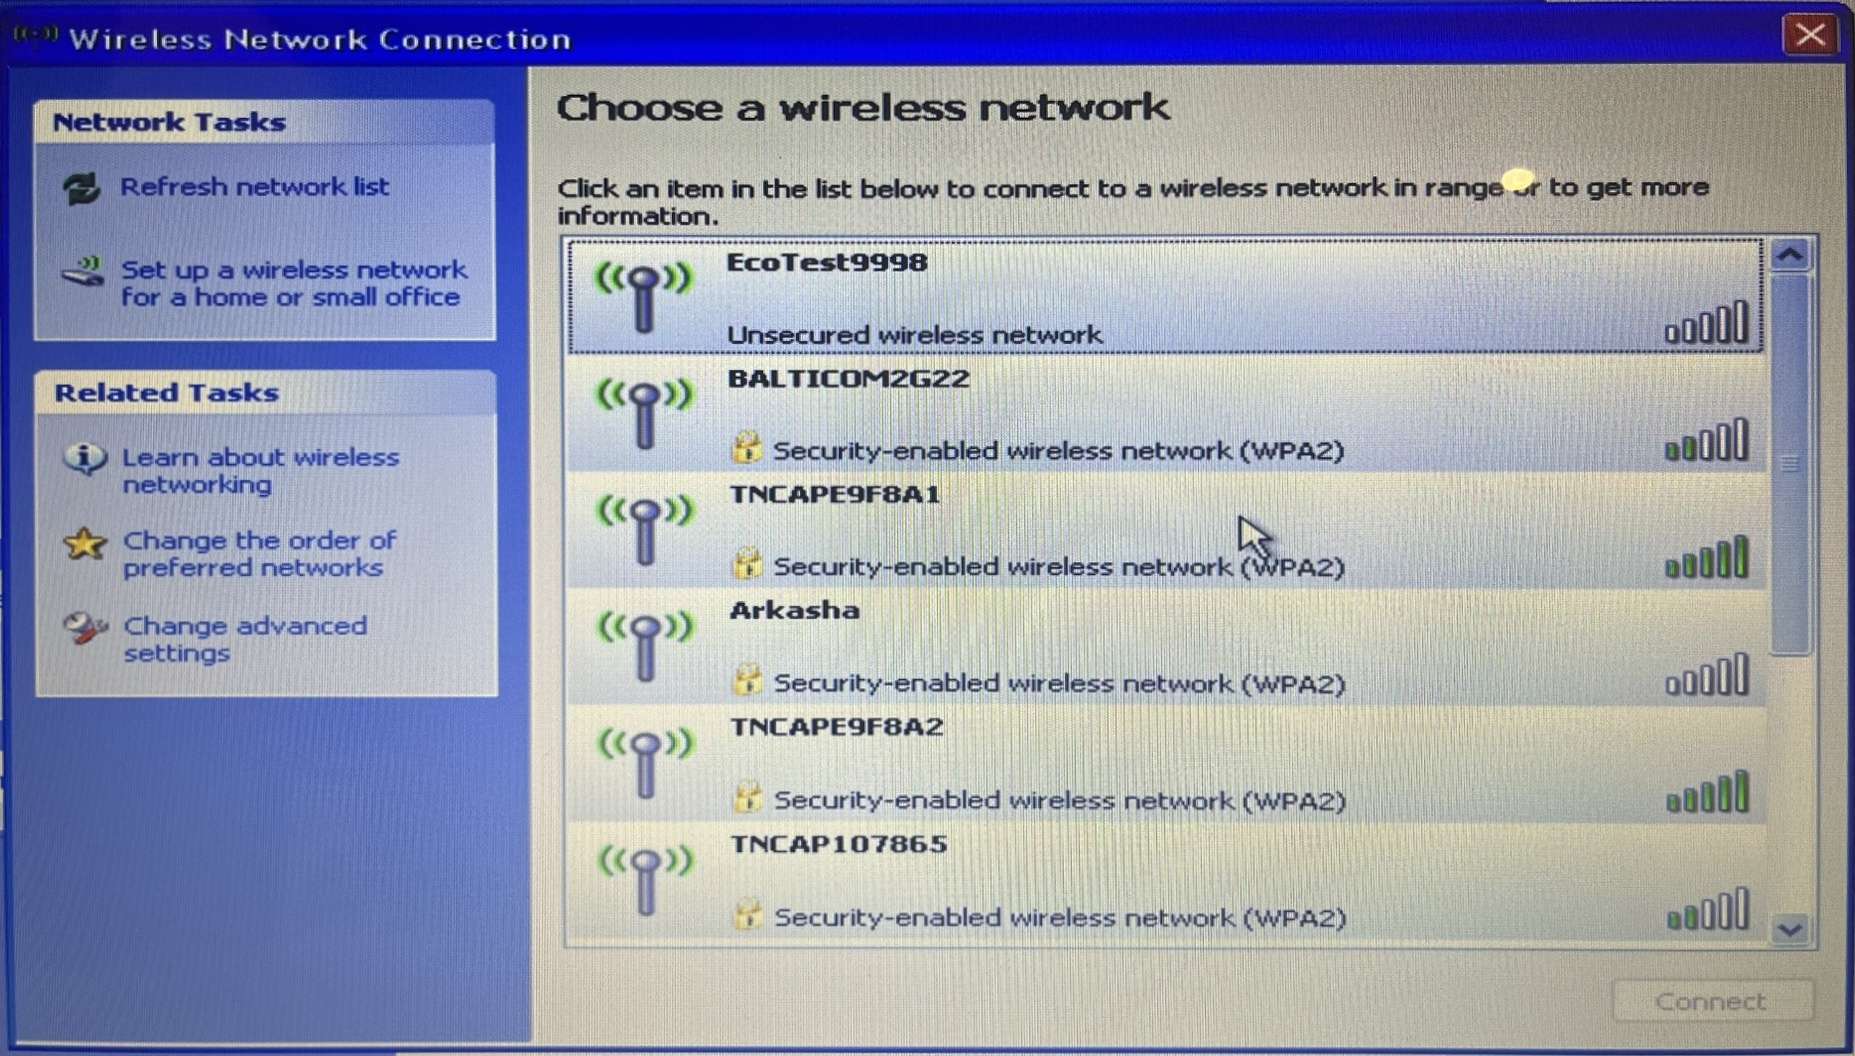 Wireless Network Connection
Network Tasks
Refresh network list
Set up a wireless network
for a home or small office
Related Tasks
Learn about wireless
networking
Change the order of
preferred networks
Change advanced
settings
Choose a wireless network
Click an item in the list below to connect to a wireless network in range or to get more
information.
EcoTest9998
Unsecured wireless network
BALTICOM2G22
Security-enabled wireless network (WPA2)
TNCAPE9F8A1
Security-enabled wireless network (WPA2)
Arkasha
Security-enabled wireless network (WPA2)
TNCAPE9F8A2
Security-enabled wireless network (WPA2)
TNCAP107865
Security-enabled wireless network (WPA2)
Connect